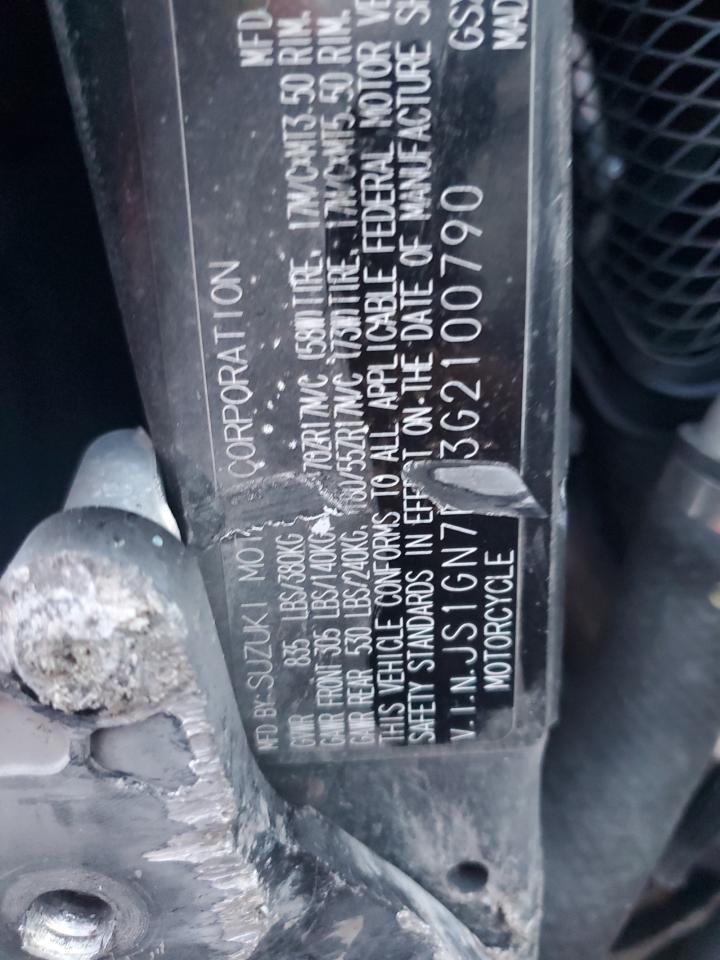 MFD BY:SUZUKI MOT CORPORATION MFD
GVWR 835 LBS/380KG
GAWR FRONT 305 LBS/140KG 70ZR17M/C (58W)TIRE, 17M/CxMT3.50 RIM.
GAWR REAR 530 LBS/240KG, 60/55ZR17M/C (73W)TIRE, 17M/CxMT5.50 RIM.
THIS VEHICLE CONFORMS TO ALL APPLICABLE FEDERAL MOTOR VE
SAFETY STANDARDS IN EFFECT ON THE DATE OF MANUFACTURE SH
V.I.N.JS1GN7 3G2100790 GSX
MOTORCYCLE MAD